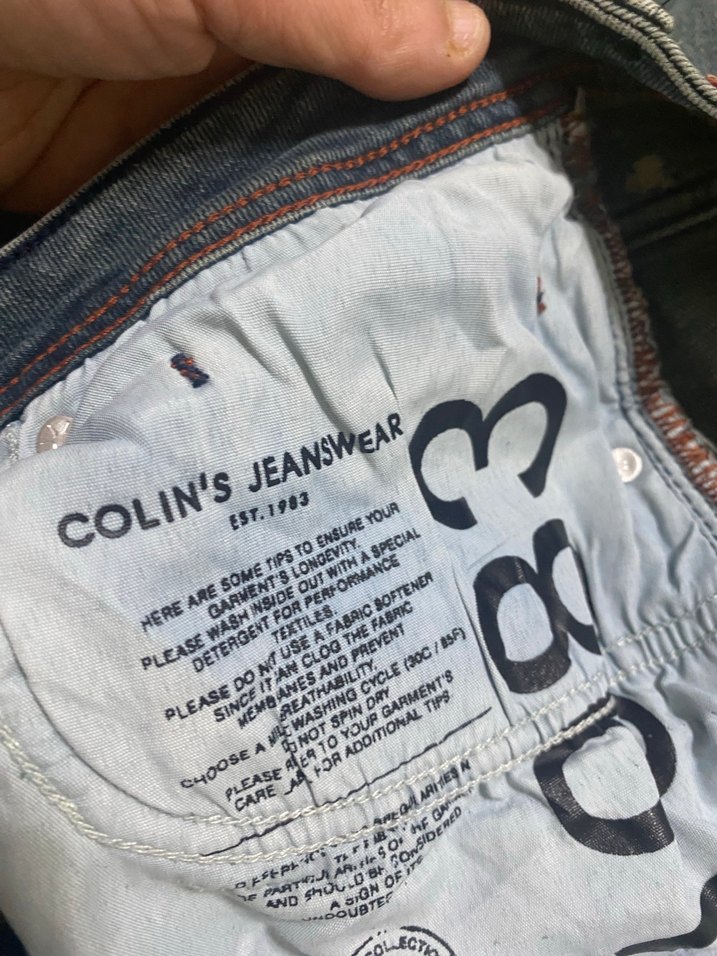 COLIN'S JEANSWEAR
EST. 1983
HERE ARE SOME TIPS TO ENSURE YOUR
GARMENT'S LONGEVITY.
PLEASE WASH INSIDE OUT WITH A SPECIAL
DETERGENT FOR PERFORMANCE
TEXTILES.
PLEASE DO NOT USE A FABRIC SOFTENER
SINCE IT CAN CLOG THE FABRIC
MEMBRANES AND PREVENT
BREATHABILITY.
CHOOSE A MILD WASHING CYCLE (30C / 85F)
DO NOT SPIN DRY
PLEASE REFER TO YOUR GARMENT'S
CARE LABEL FOR ADDITIONAL TIPS
AND SHOULD BE CONSIDERED
A SIGN OF
983